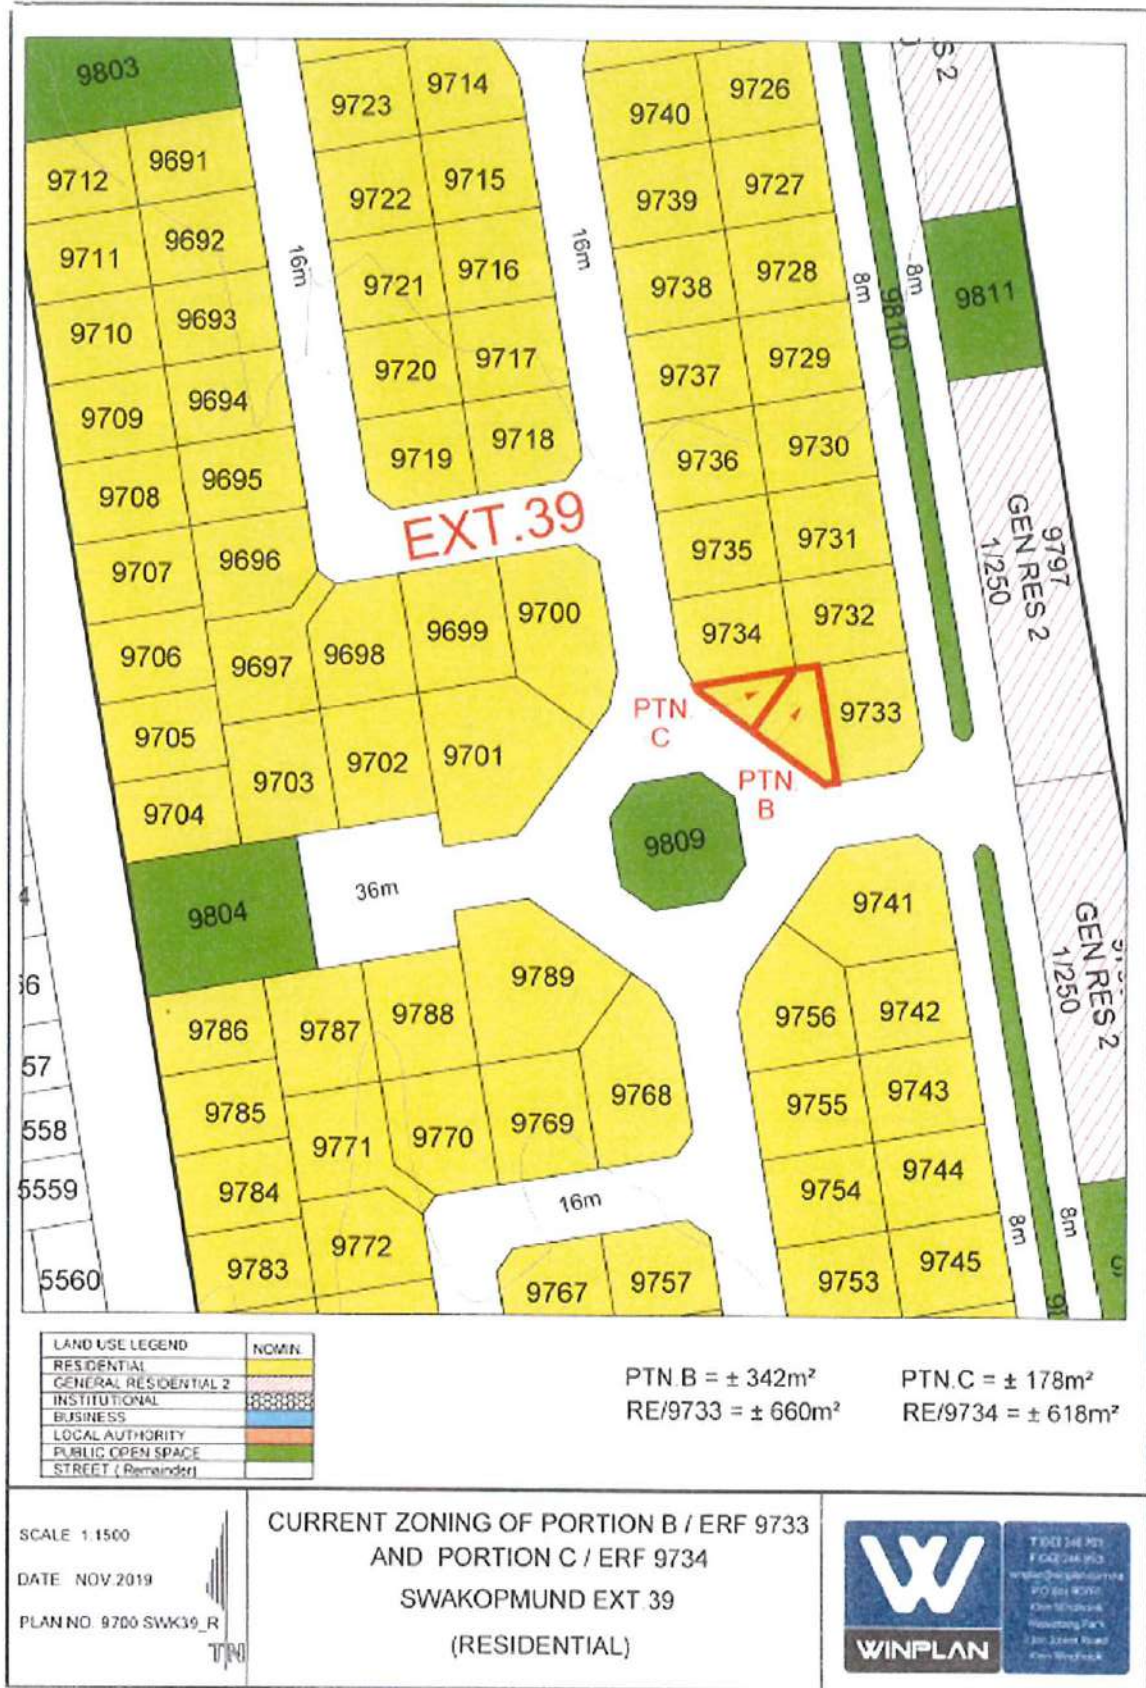 9803
9712
9691
9711
9692
9710
9693
9709
9694
9708
9695
9707
9696
9706
9697
9705
9704
9703
9698
9702
9699
9701
9700
16m
9723
9714
9722
9715
9721
9716
9720
9717
9719
9718
EXT.39
16m
9740
9726
9739
9727
9738
9728
9737
9729
9736
9730
9735
9731
9734
9732
9733
PTN.
C
PTN.
B
8m
9810
8m
S 2
9811
9797
GEN RES 2
1/250
GEN RES 2
1/250
9809
36m
9804
9741
9756
9742
9755
9743
9754
9744
9753
9745
9789
9788
9787
9786
9785
9784
9783
9771
9770
9769
9768
9772
16m
9767
9757
8m
8m
57
558
5559
5560
LAND USE LEGEND NOMIN.
RESIDENTIAL
GENERAL RESIDENTIAL 2
INSTITUTIONAL
BUSINESS
LOCAL AUTHORITY
PUBLIC OPEN SPACE
STREET ( Remainder)
PTN.B = ± 342m² PTN.C = ± 178m²
RE/9733 = ± 660m² RE/9734 = ± 618m²
SCALE 1:1500
DATE NOV.2019
PLAN NO. 9700 SWK39_R
TN
CURRENT ZONING OF PORTION B / ERF 9733
AND PORTION C / ERF 9734
SWAKOPMUND EXT.39
(RESIDENTIAL)
W
WINPLAN